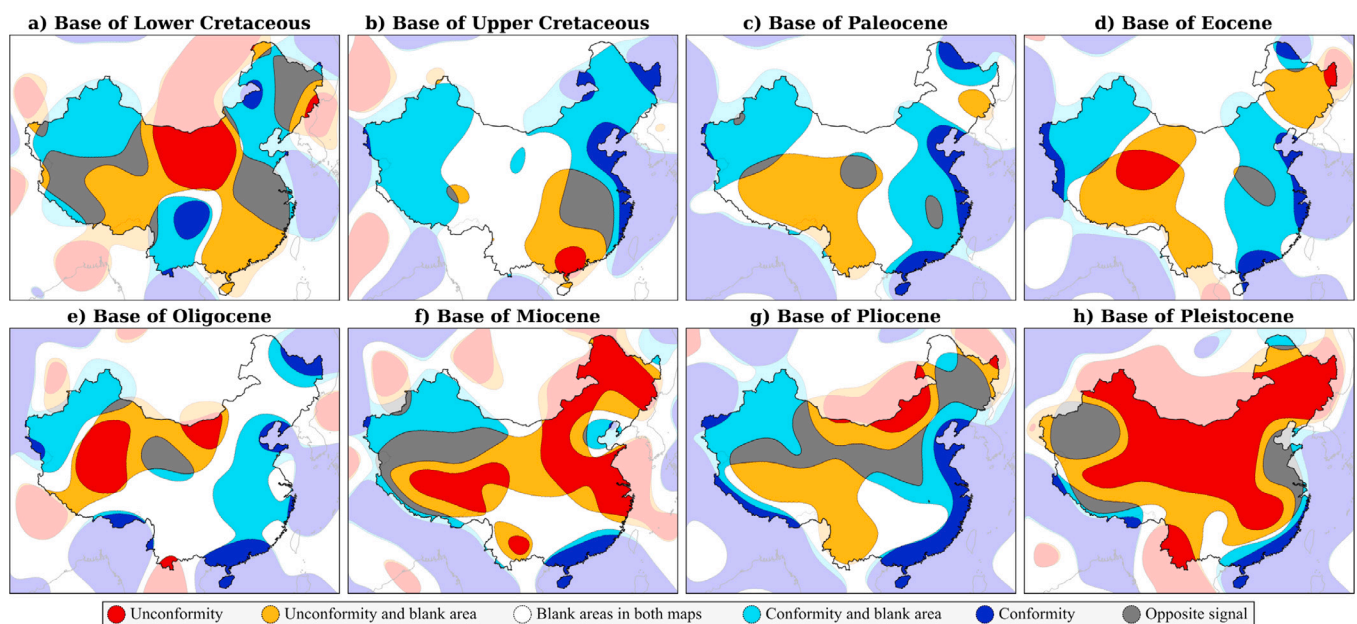 a) Base of Lower Cretaceous
b) Base of Upper Cretaceous
c) Base of Paleocene
d) Base of Eocene
e) Base of Oligocene
f) Base of Miocene
g) Base of Pliocene
h) Base of Pleistocene
Unconformity
Unconformity and blank area
Blank areas in both maps
Conformity and blank area
Conformity
Opposite signal